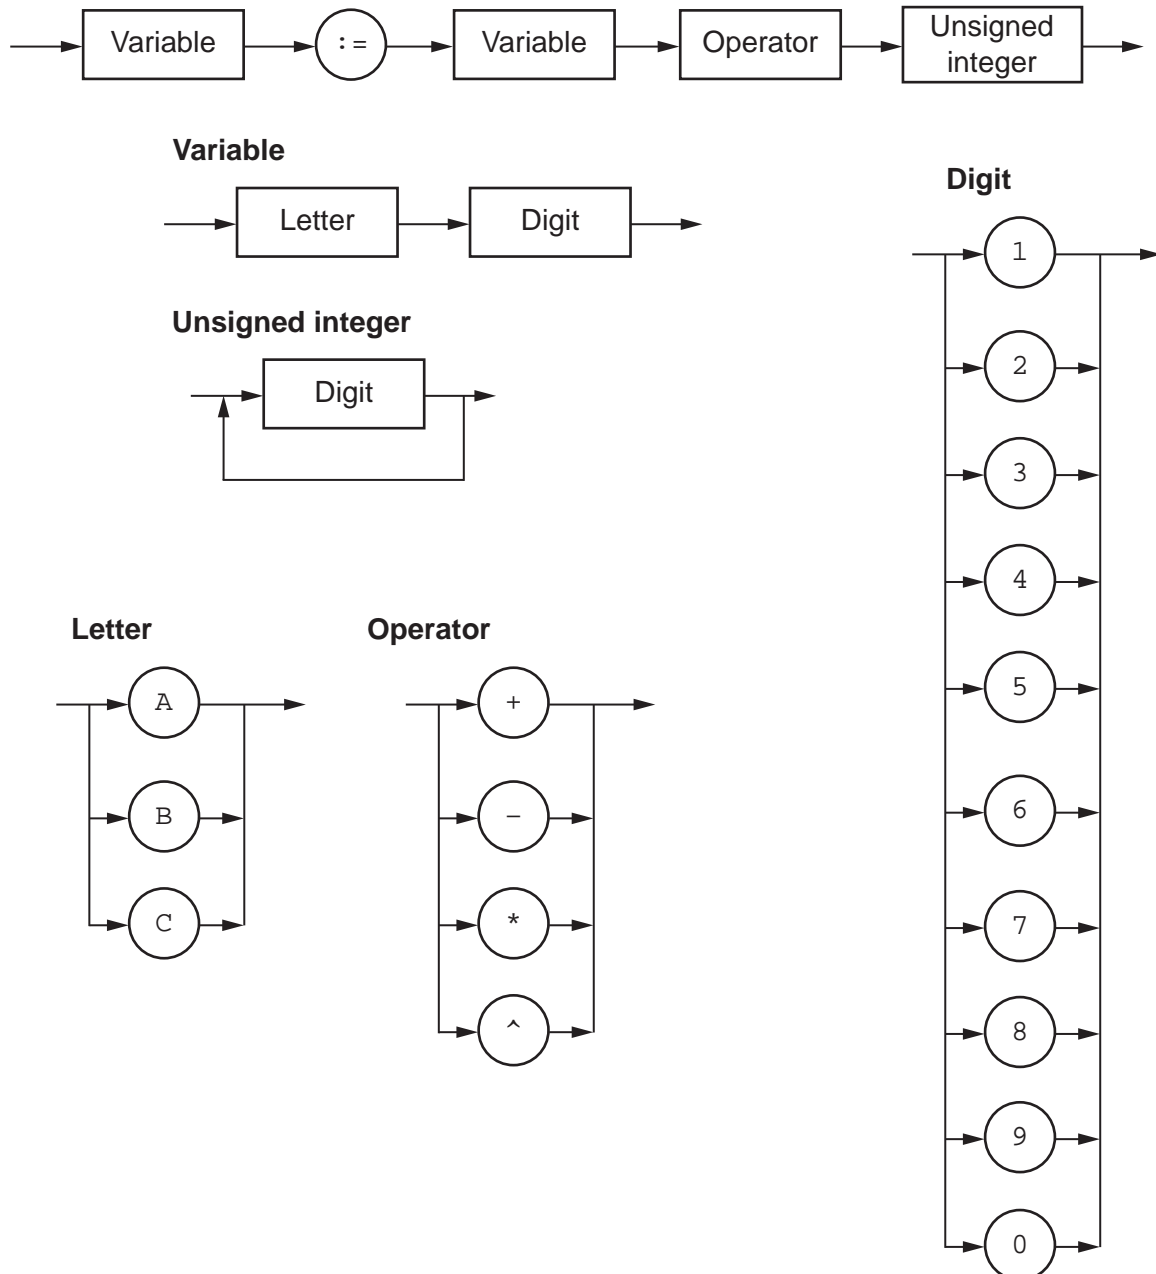 Variable := Variable Operator Unsigned integer
Variable
Letter Digit
Unsigned integer
Digit
Letter
A
B
C
Operator
+
-
*
^
Digit
1
2
3
4
5
6
7
8
9
0